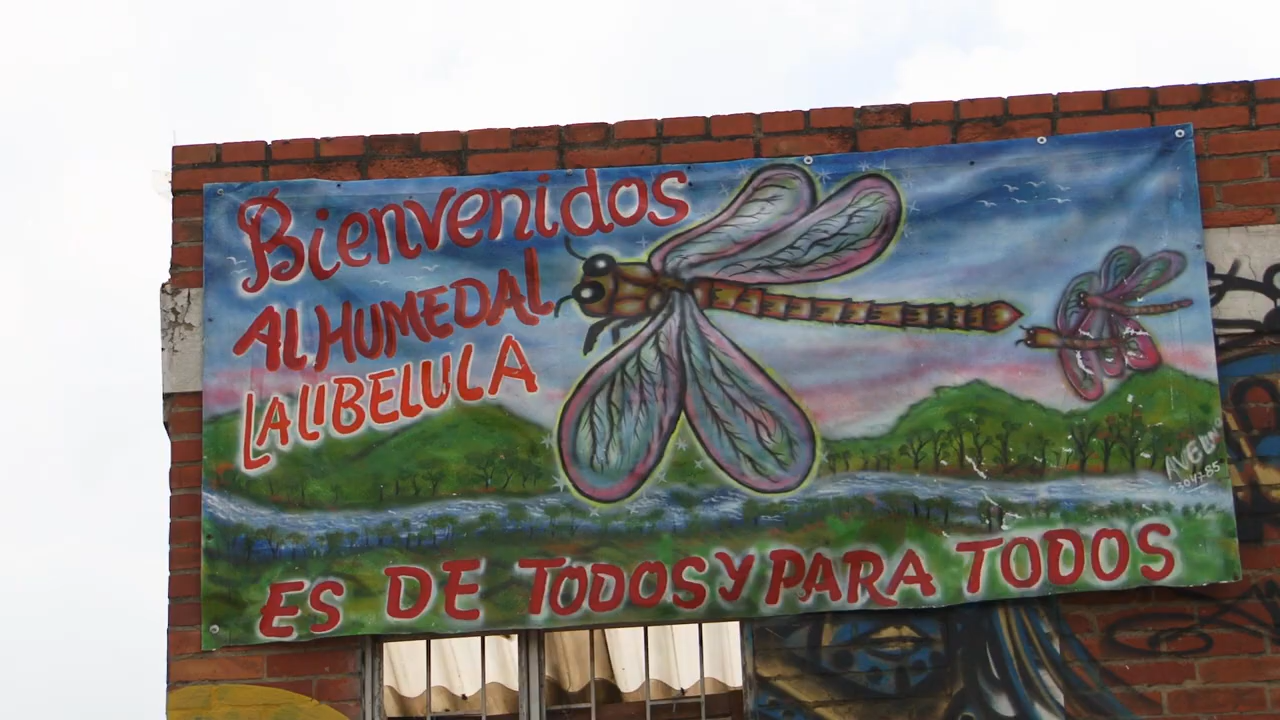 Bienvenidos
AL HUMEDAL
LA LIBELULA
ES DE TODOS Y PARA TODOS